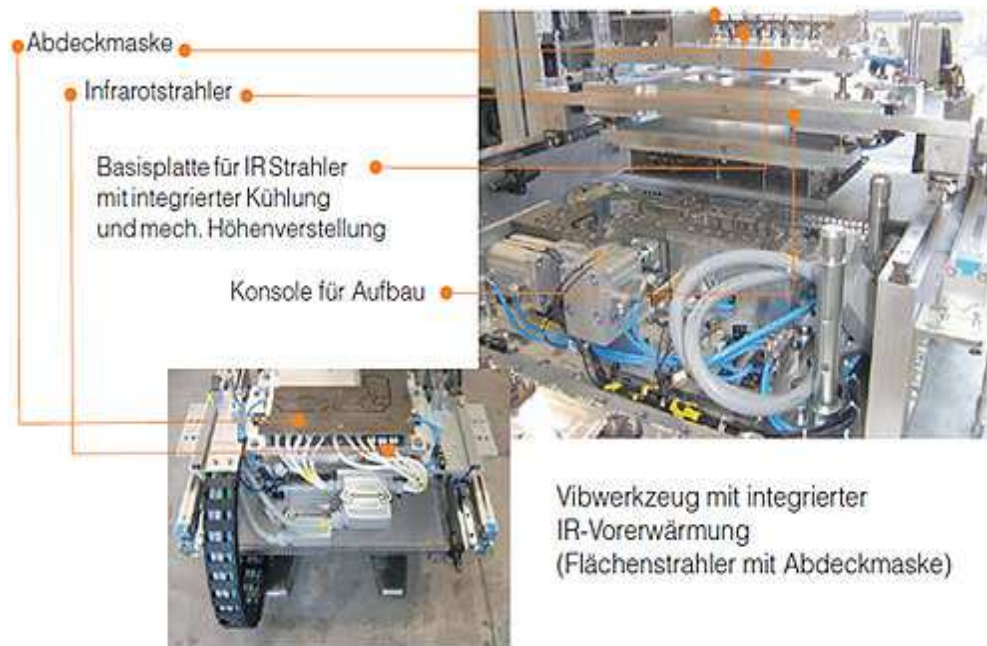 Abdeckmaske
Infrarotstrahler
Basisplatte für IR Strahler
mit integrierter Kühlung
und mech. Höhenverstellung
Konsole für Aufbau
Vibwerkzeug mit integrierter
IR-Vorerwärmung
(Flächenstrahler mit Abdeckmaske)